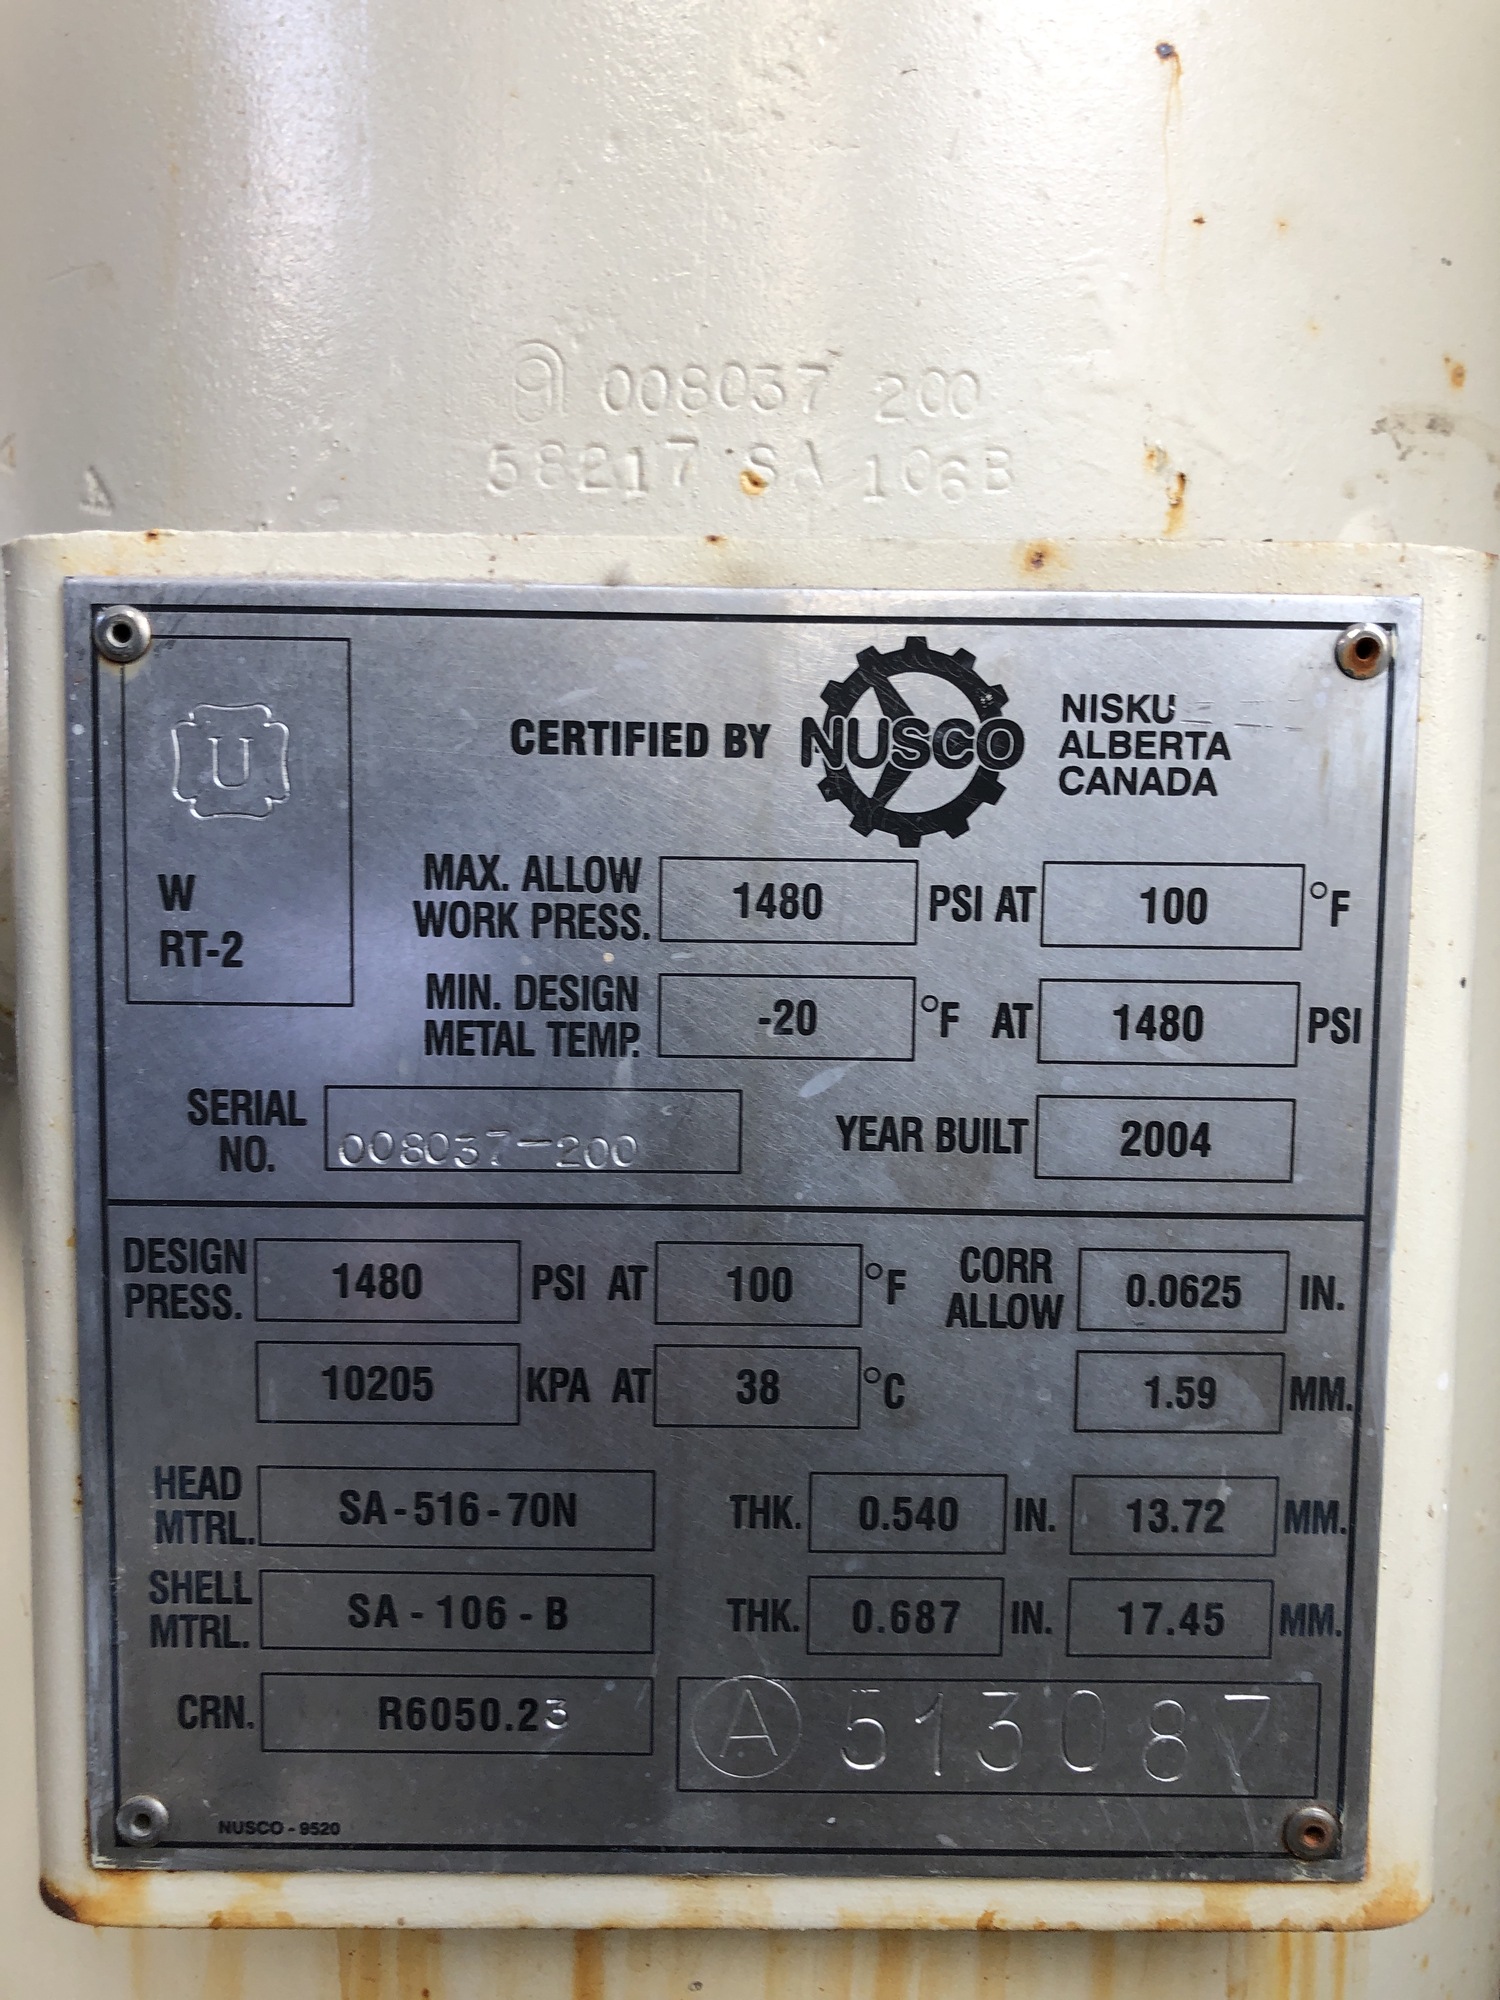 008037 200
58217 SA 106B
U
W
RT-2
CERTIFIED BY NUSCO
NISKU
ALBERTA
CANADA
MAX. ALLOW
WORK PRESS. 1480 PSI AT 100 °F
MIN. DESIGN
METAL TEMP. -20 °F AT 1480 PSI
SERIAL
NO. 008037-200 YEAR BUILT 2004
DESIGN
PRESS. 1480 PSI AT 100 °F
CORR
ALLOW 0.0625 IN.
10205 KPA AT 38 °C 1.59 MM.
HEAD
MTRL. SA-516-70N THK. 0.540 IN. 13.72 MM.
SHELL
MTRL. SA-106-B THK. 0.687 IN. 17.45 MM.
CRN. R6050.23 A 513087
NUSCO - 9520